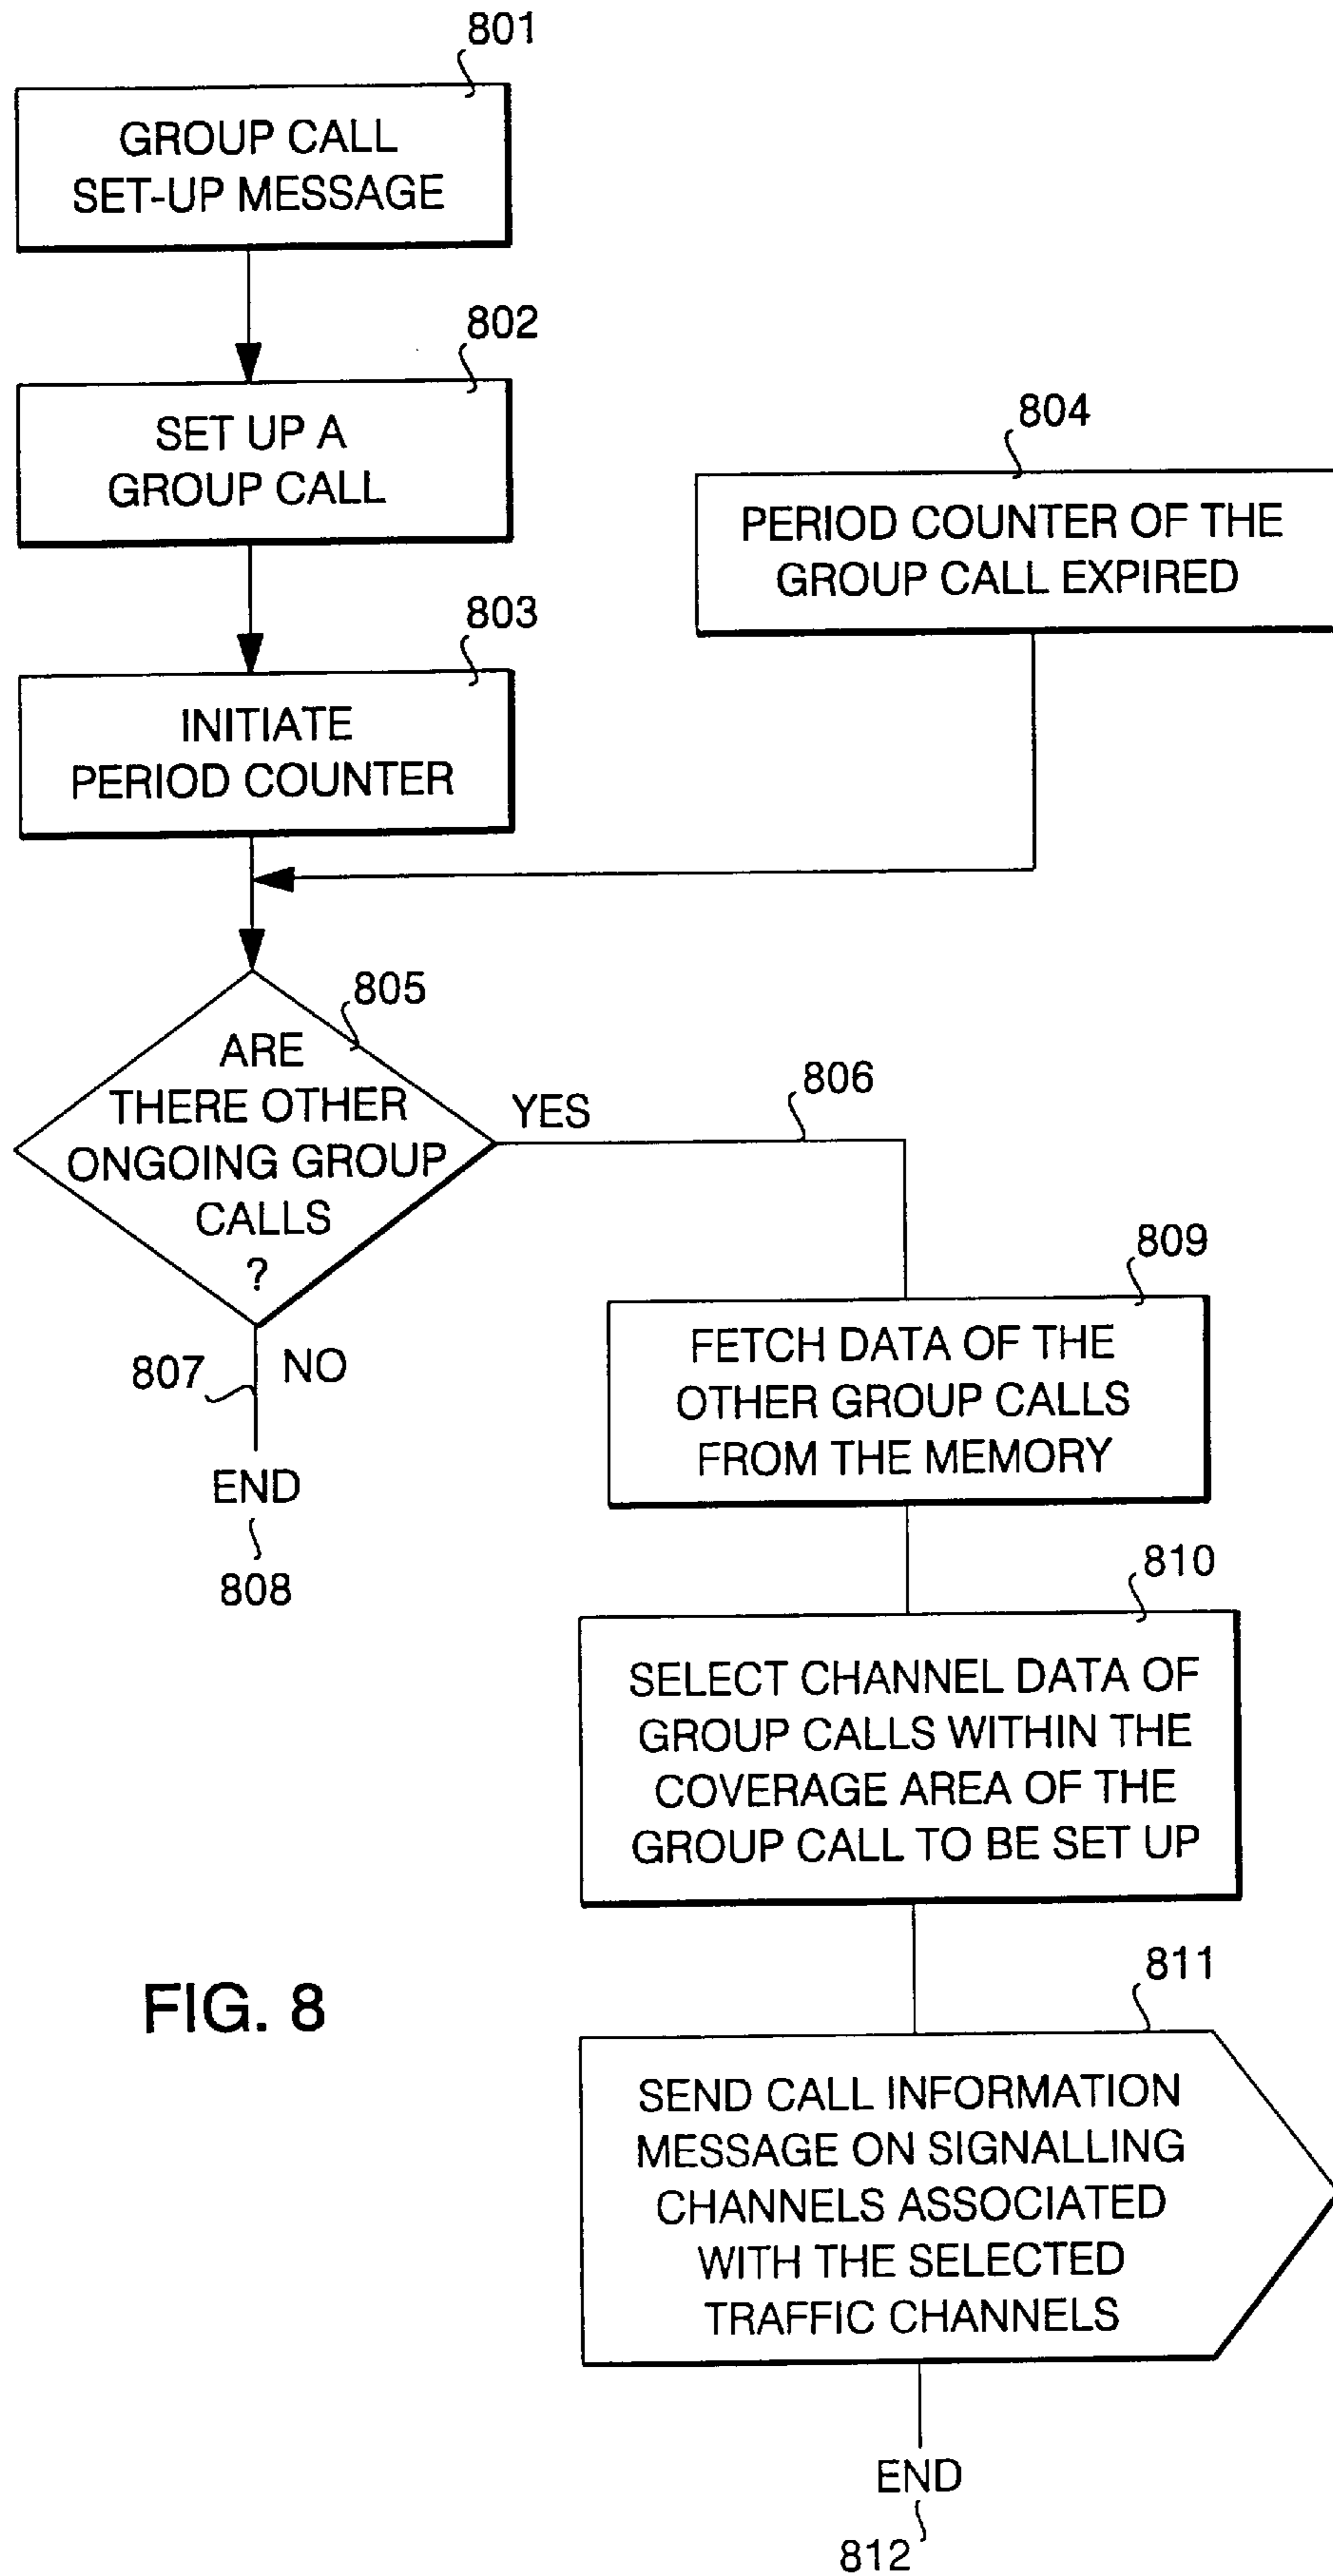 801
GROUP CALL
SET-UP MESSAGE
802
SET UP A
GROUP CALL
804
PERIOD COUNTER OF THE
GROUP CALL EXPIRED
803
INITIATE
PERIOD COUNTER
805
ARE
THERE OTHER
ONGOING GROUP
CALLS
?
YES
806
807
NO
END
808
809
FETCH DATA OF THE
OTHER GROUP CALLS
FROM THE MEMORY
810
SELECT CHANNEL DATA OF
GROUP CALLS WITHIN THE
COVERAGE AREA OF THE
GROUP CALL TO BE SET UP
FIG. 8
811
SEND CALL INFORMATION
MESSAGE ON SIGNALLING
CHANNELS ASSOCIATED
WITH THE SELECTED
TRAFFIC CHANNELS
END
812